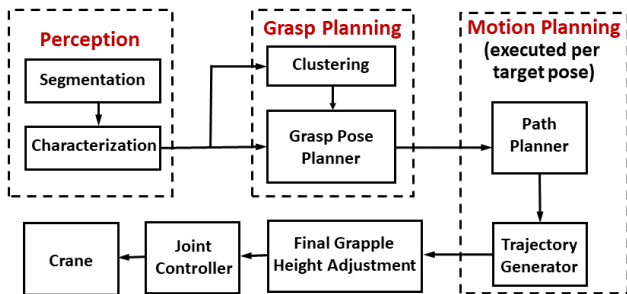 Perception
Segmentation
Characterization
Grasp Planning
Clustering
Grasp Pose
Planner
Motion Planning
(executed per
target pose)
Path
Planner
Trajectory
Generator
Final Grapple
Height Adjustment
Joint
Controller
Crane